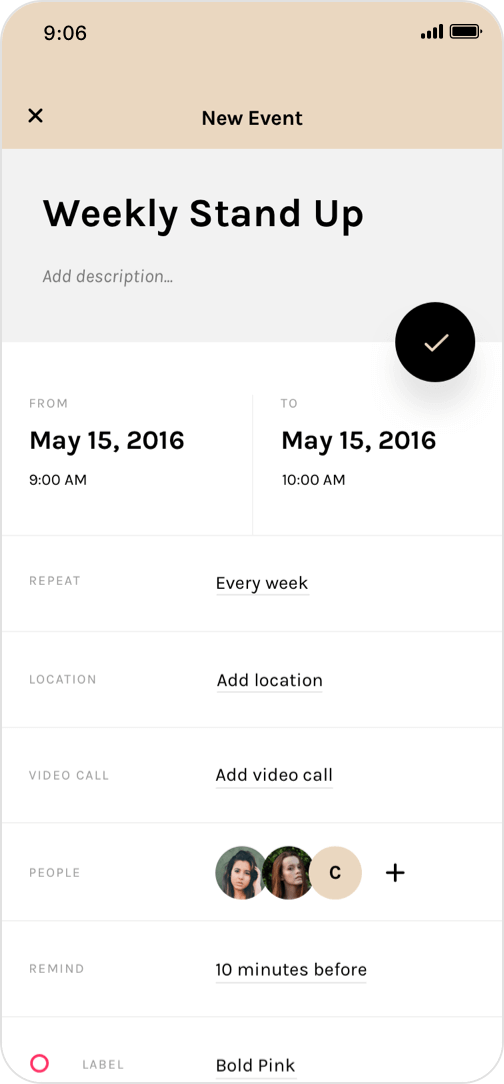 9:06
New Event
Weekly Stand Up
Add description...
FROM
May 15, 2016
9:00 AM
TO
May 15, 2016
10:00 AM
REPEAT
Every week
LOCATION
Add location
VIDEO CALL
Add video call
PEOPLE
C
REMIND
10 minutes before
LABEL
Bold Pink